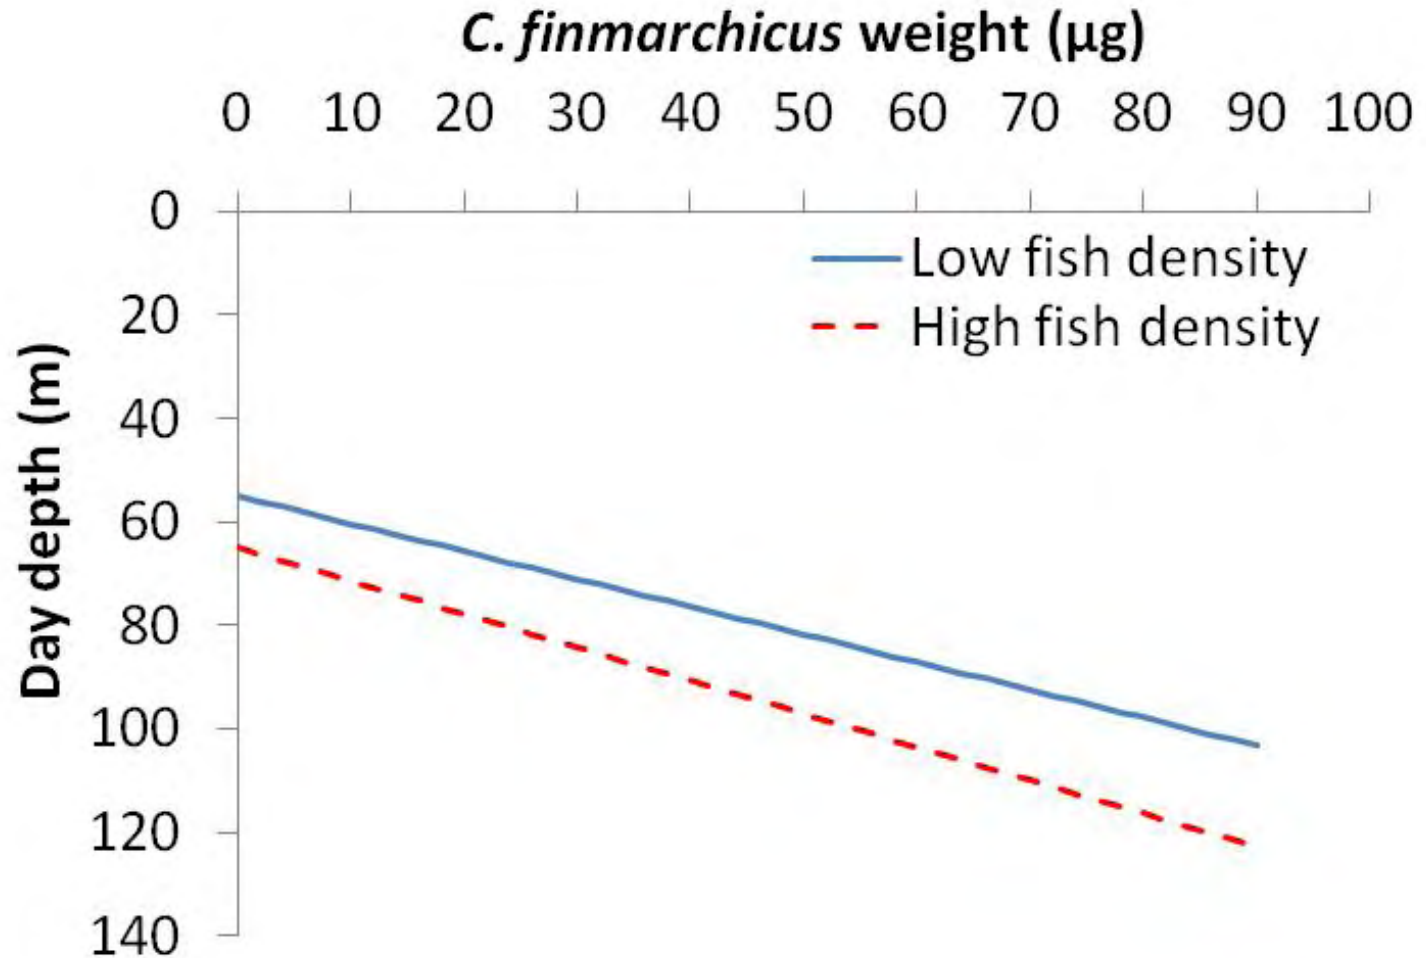 C. finmarchicus weight (µg)
0 10 20 30 40 50 60 70 80 90 100
0
Low fish density
20
High fish density
40
Day depth (m)
60
80
100
120
140